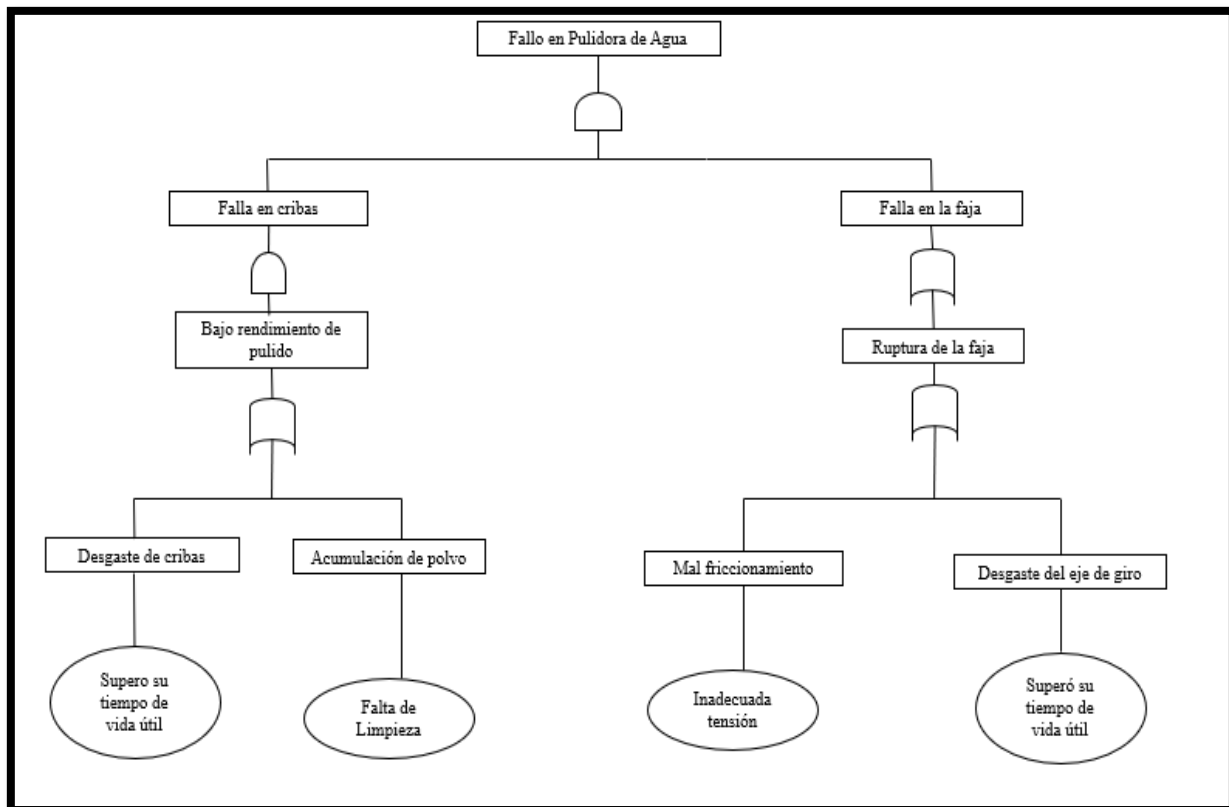 Fallo en Pulidora de Agua
Falla en cribas
Falla en la faja
Bajo rendimiento de
pulido
Ruptura de la faja
Desgaste de cribas
Acumulación de polvo
Mal friccionamiento
Desgaste del eje de giro
Supero su
tiempo de
vida útil
Falta de
Limpieza
Inadecuada
tensión
Superó su
tiempo de
vida útil